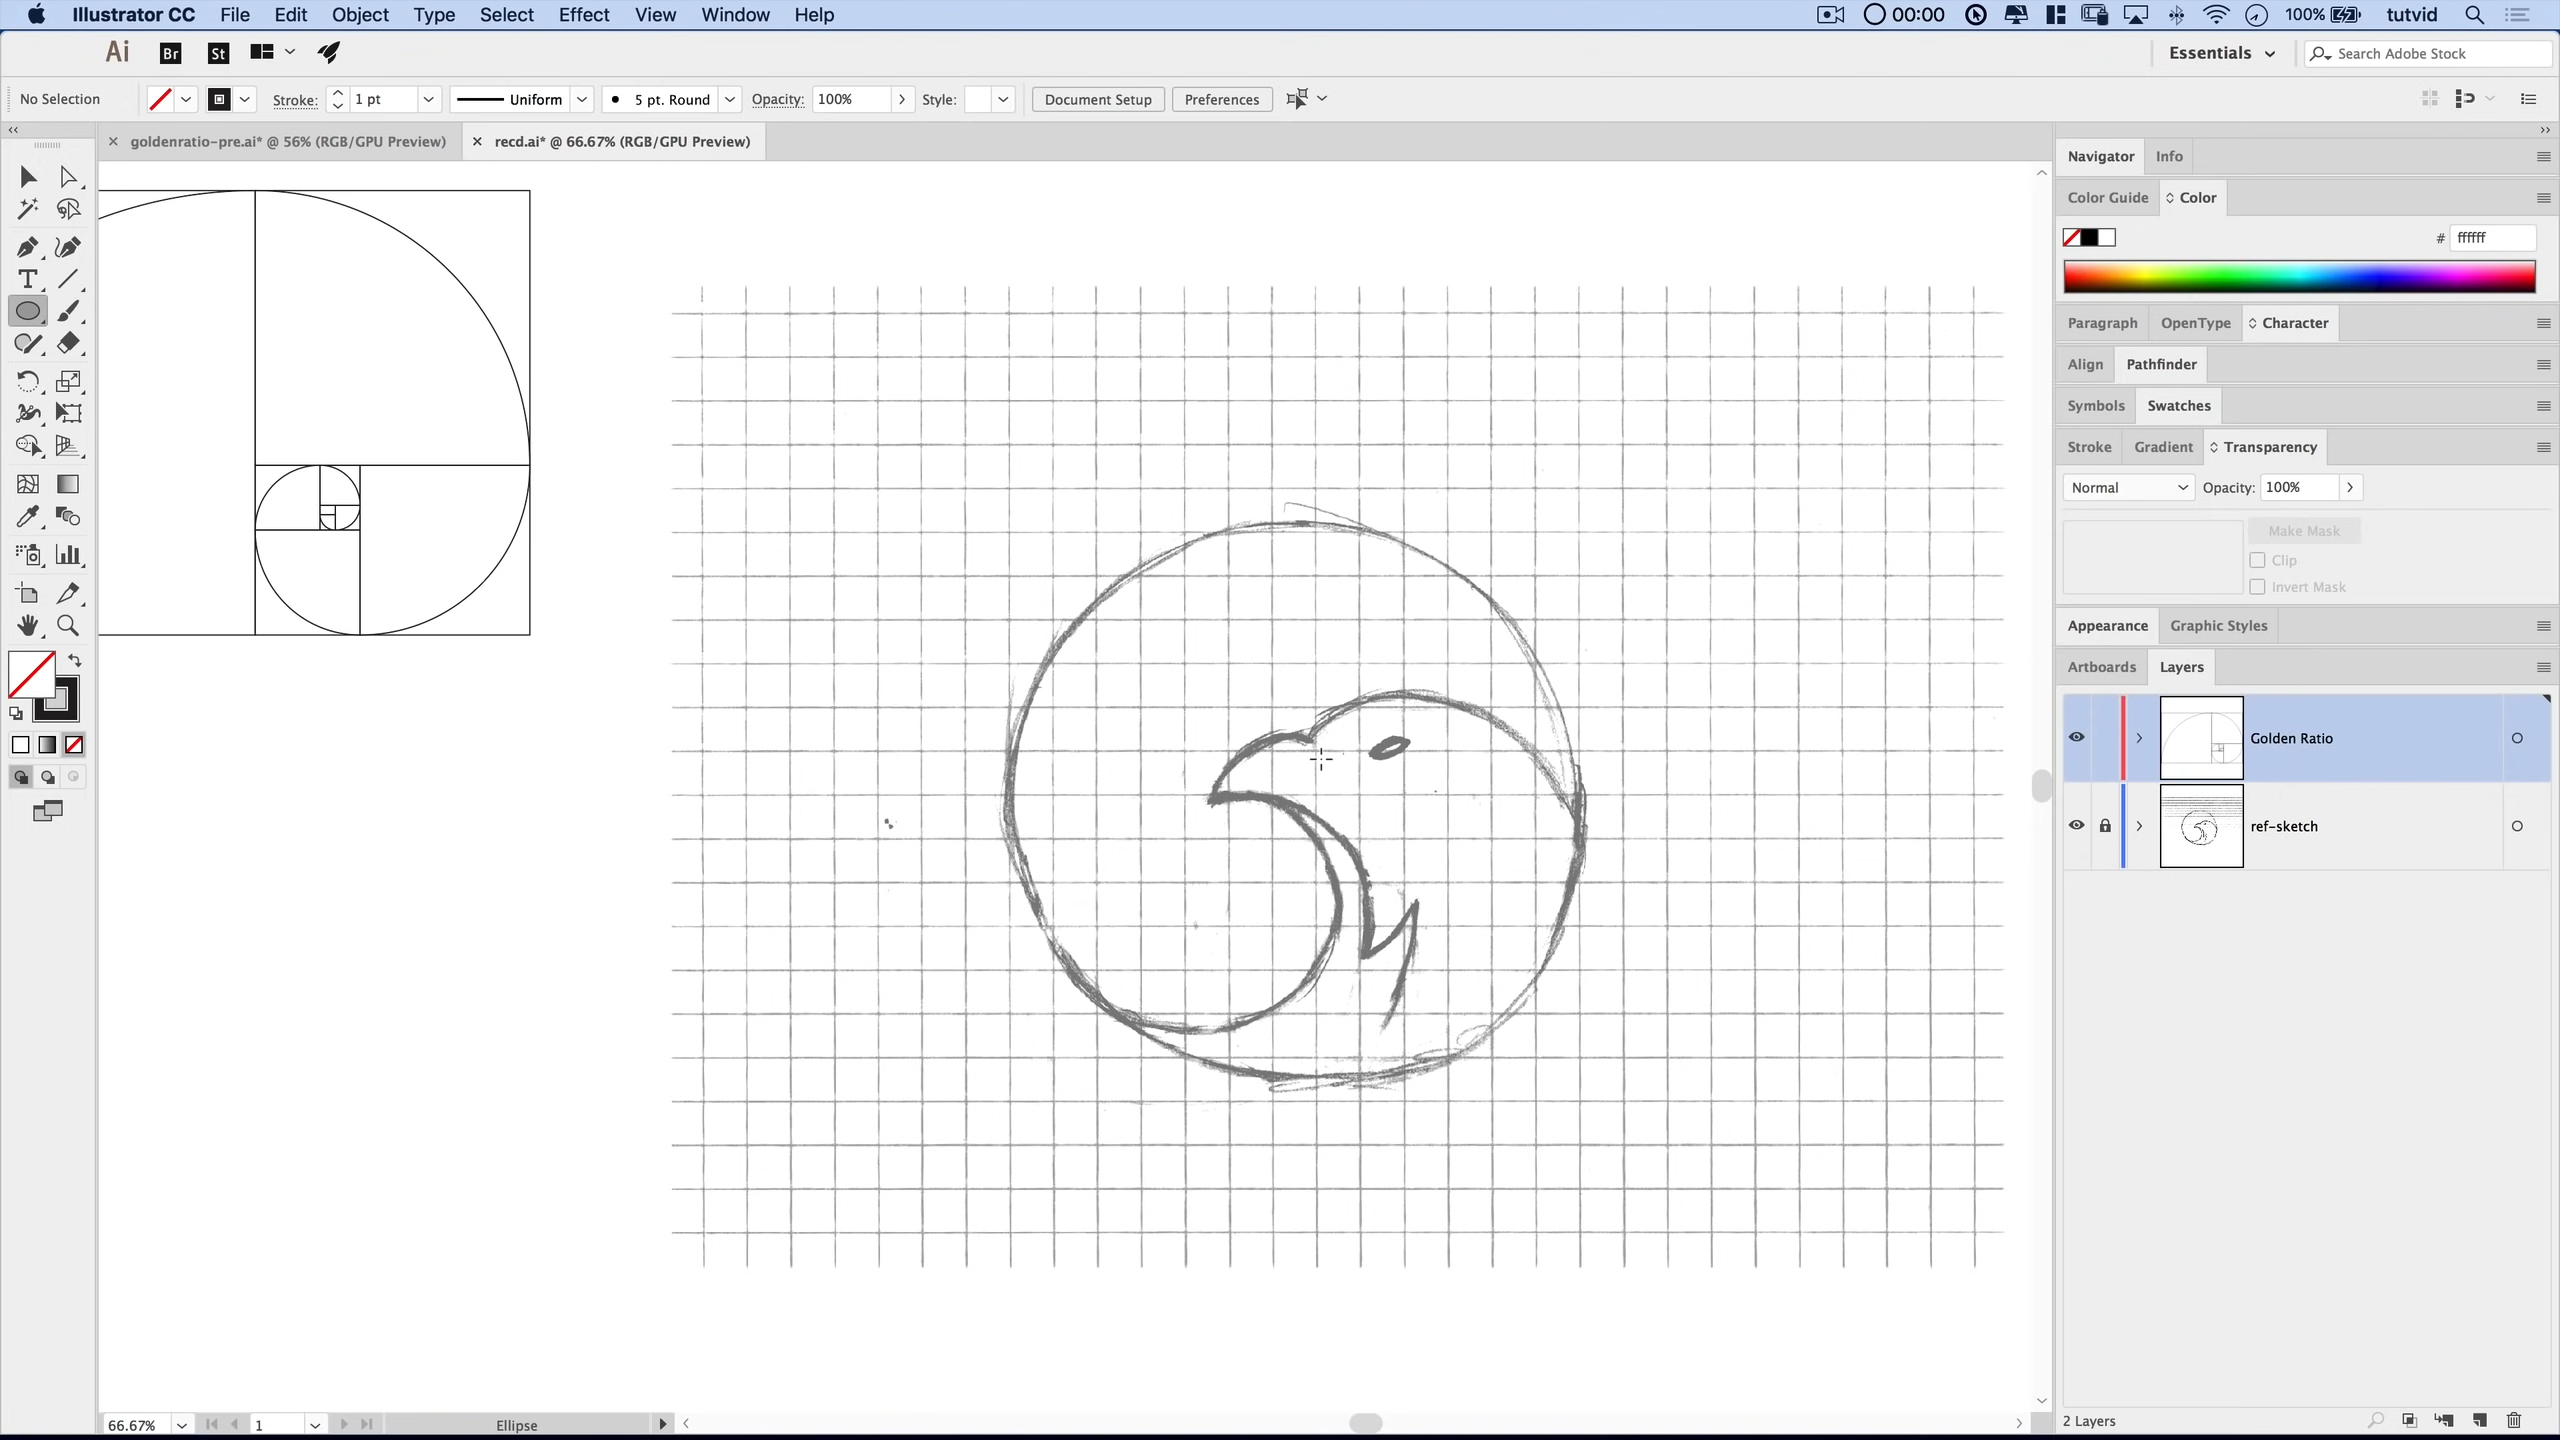 Illustrator CC File Edit Object Type Select Effect View Window Help 00:00 100% tutvid
Ai Br St Essentials Search Adobe Stock
No Selection Stroke: 1 pt Uniform 5 pt. Round Opacity: 100% Style: Document Setup Preferences
goldenratio-pre.ai* @ 56% (RGB/GPU Preview) recd.ai* @ 66.67% (RGB/GPU Preview)
Navigator Info
Color Guide Color
# ffffff
Paragraph OpenType Character
Align Pathfinder
Symbols Swatches
Stroke Gradient Transparency
Normal Opacity: 100%
Make Mask
Clip
Invert Mask
Appearance Graphic Styles
Artboards Layers
Golden Ratio
ref-sketch
2 Layers
66.67% 1 Ellipse